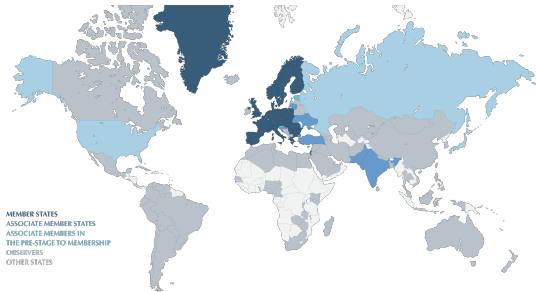 MEMBER STATES
ASSOCIATE MEMBER STATES
ASSOCIATE MEMBERS IN
THE PRE-STAGE TO MEMBERSHIP
OBSERVERS
OTHER STATES